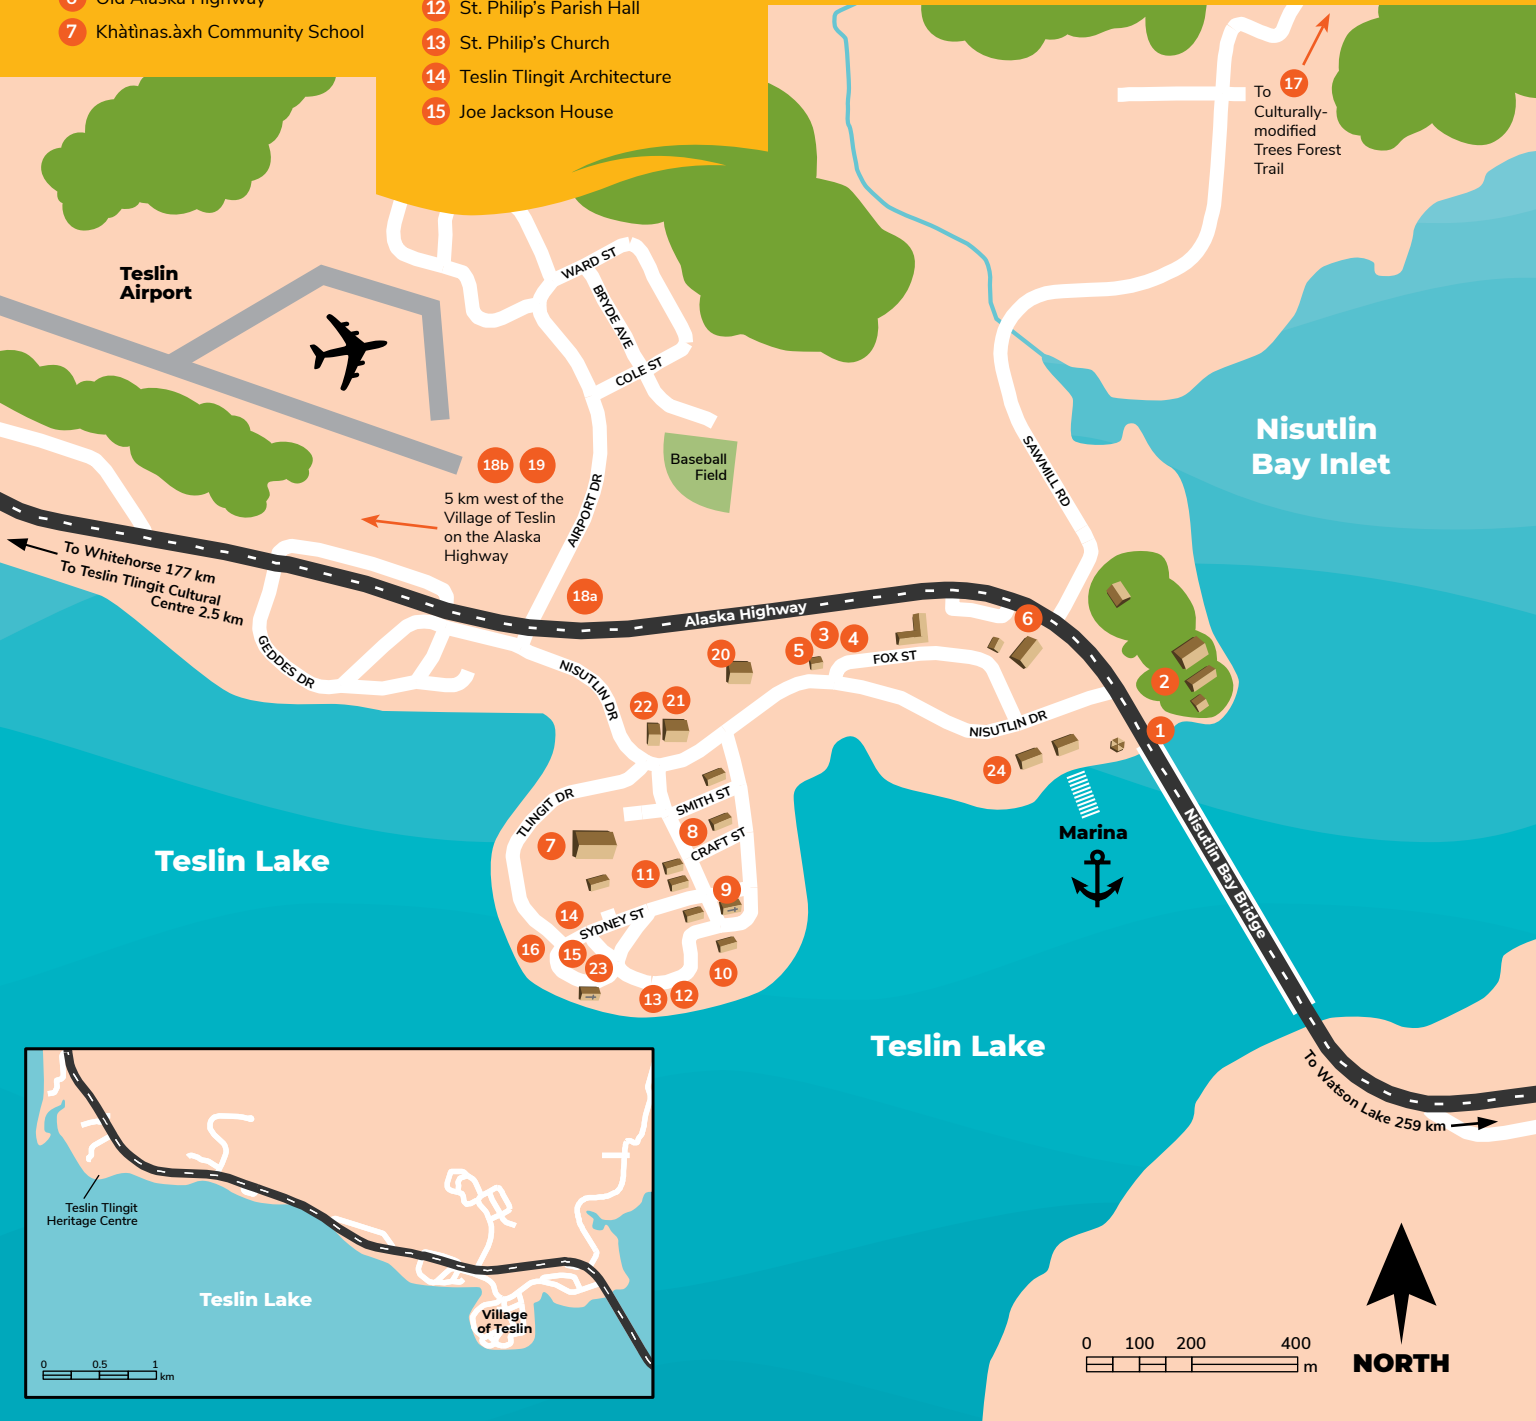 Old Alaska Highway
7 Khàtìnas.àxh Community School
12 St. Philip's Parish Hall
13 St. Philip's Church
14 Teslin Tlingit Architecture
15 Joe Jackson House
17
To
Culturally-
modified
Trees Forest
Trail
Teslin
Airport
WARD ST
BRYDE AVE
COLE ST
Baseball
Field
AIRPORT DR
SAWMILL RD
Nisutlin
Bay Inlet
18b 19
5 km west of the
Village of Teslin
on the Alaska
Highway
To Whitehorse 177 km
To Teslin Tlingit Cultural
Centre 2.5 km
18a
Alaska Highway
GEDDES DR
NISUTLIN DR
20
5
3
4
6
FOX ST
2
22
21
1
NISUTLIN DR
24
Marina
Nisutlin Bay Bridge
TLINGIT DR
SMITH ST
8
CRAFT ST
7
11
9
14
SYDNEY ST
16
15
23
10
13
12
Teslin Lake
Teslin Lake
To Watson Lake 259 km
Teslin Tlingit
Heritage Centre
Teslin Lake
Village
of Teslin
0 0.5 1
km
0 100 200 400
m
NORTH